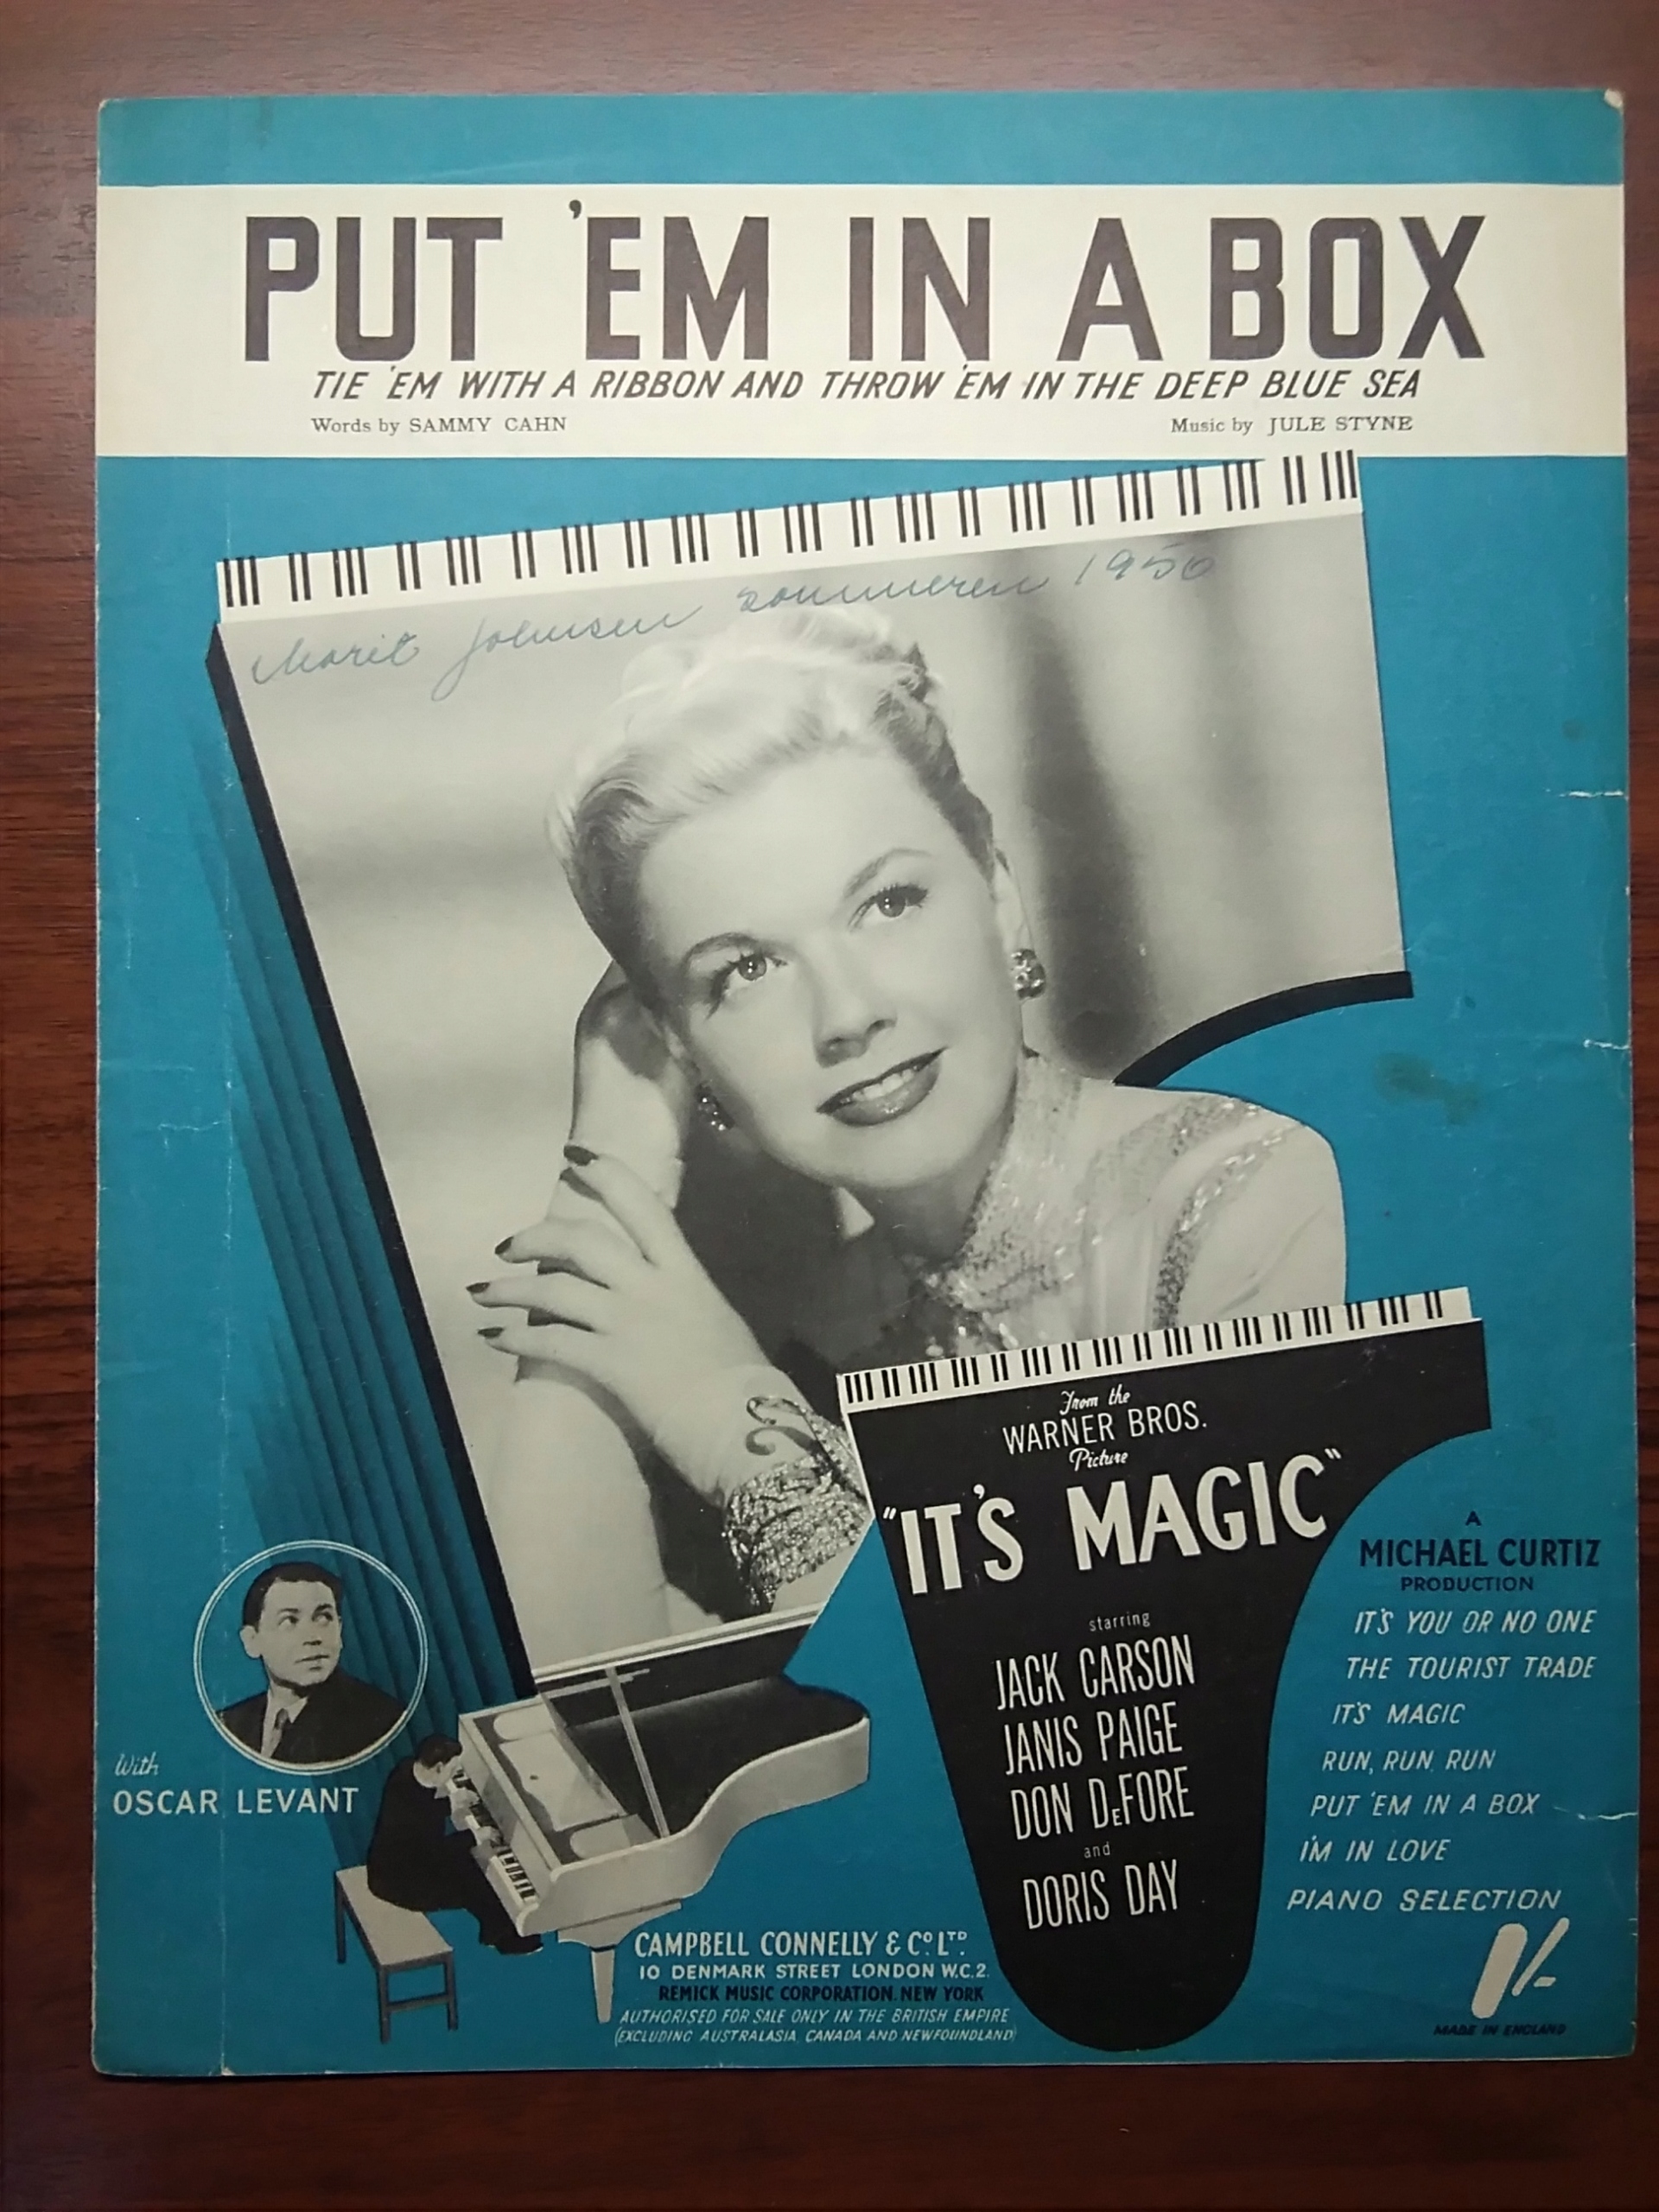 PUT 'EM IN A BOX
TIE 'EM WITH A RIBBON AND THROW 'EM IN THE DEEP BLUE SEA
Words by SAMMY CAHN
Music by JULE STYNE
Marit Johnsen sommeren 1950
From the
WARNER BROS.
Picture
"IT'S MAGIC"
starring
JACK CARSON
JANIS PAIGE
DON DeFORE
and
DORIS DAY
A
MICHAEL CURTIZ
PRODUCTION
IT'S YOU OR NO ONE
THE TOURIST TRADE
IT'S MAGIC
RUN, RUN, RUN
PUT 'EM IN A BOX
I'M IN LOVE
PIANO SELECTION
1/-
MADE IN ENGLAND
With
OSCAR LEVANT
CAMPBELL CONNELLY & Co. LTD.
10 DENMARK STREET LONDON W.C.2.
REMICK MUSIC CORPORATION. NEW YORK
AUTHORISED FOR SALE ONLY IN THE BRITISH EMPIRE
(EXCLUDING AUSTRALASIA, CANADA AND NEWFOUNDLAND)